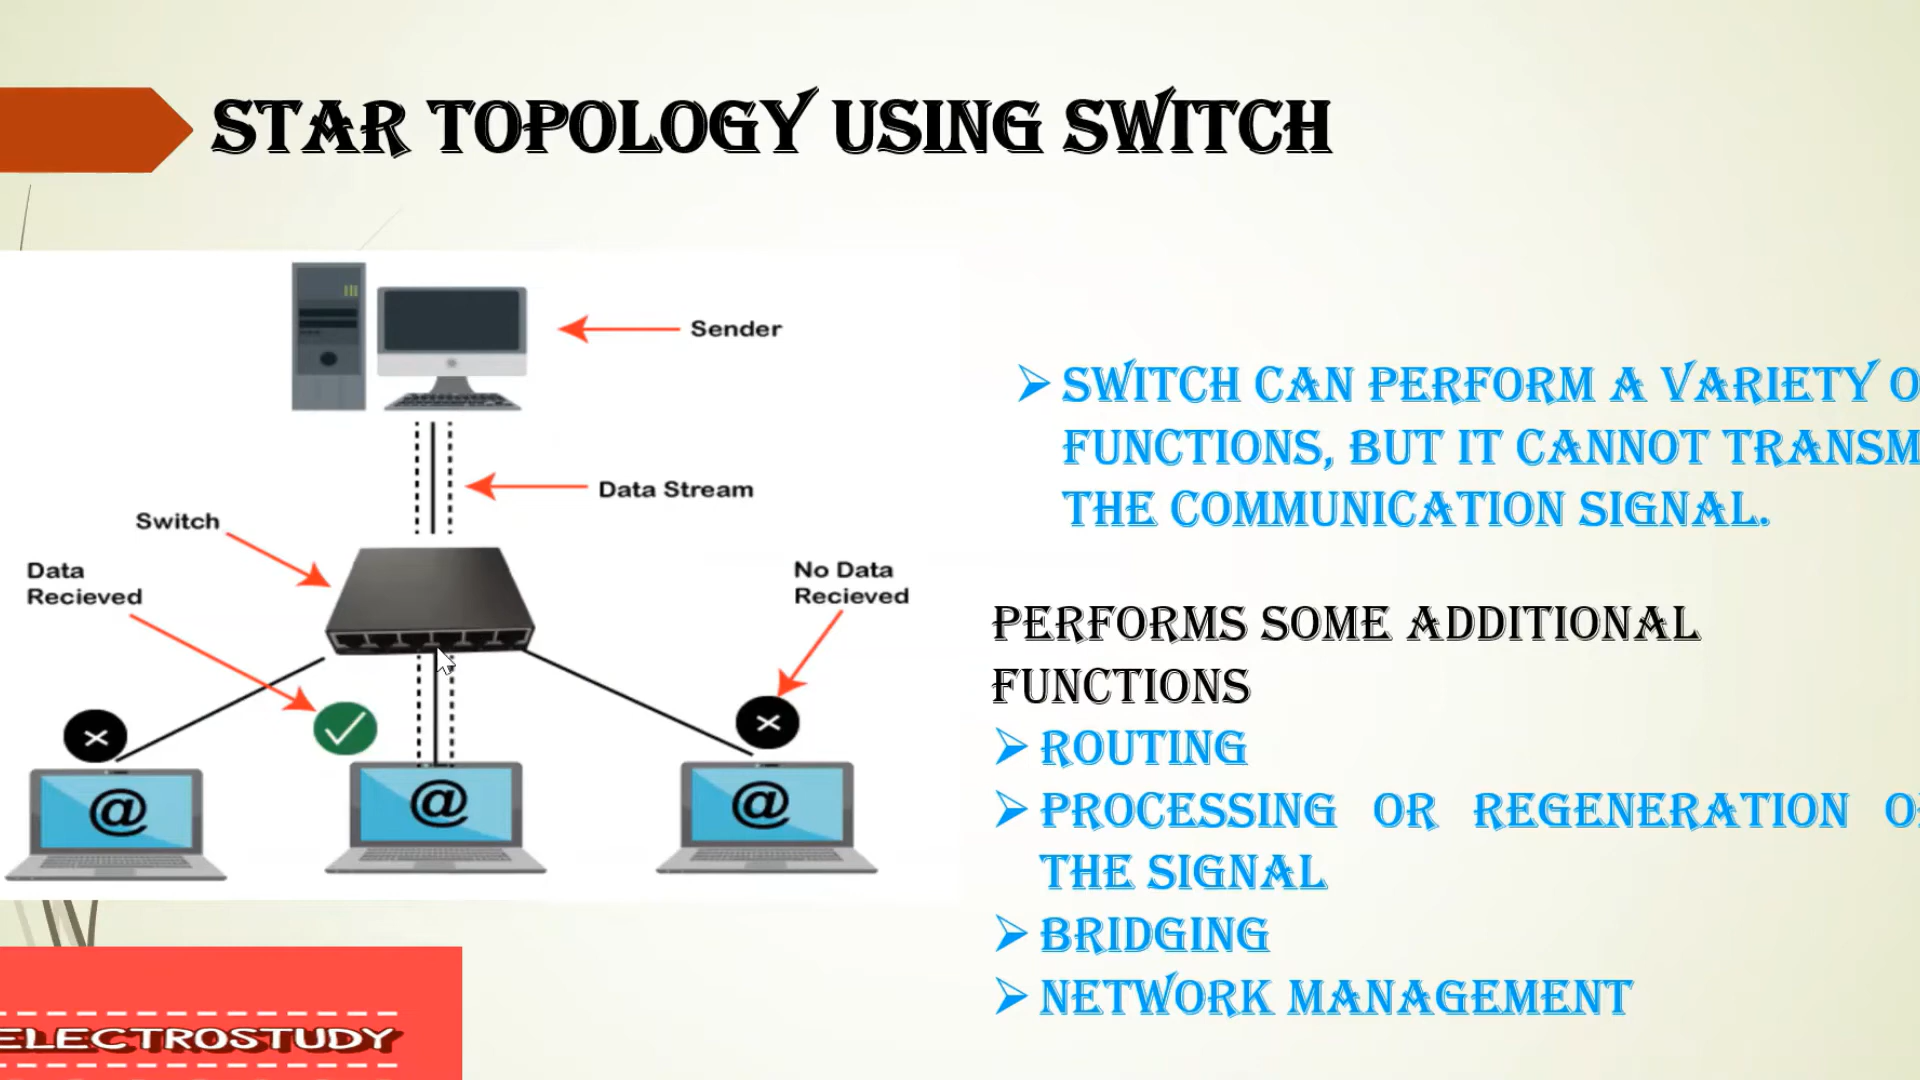 STAR TOPOLOGY USING SWITCH
Sender
Data Stream
Switch
Data
Recieved
No Data
Recieved
@
@
@
SWITCH CAN PERFORM A VARIETY O
FUNCTIONS, BUT IT CANNOT TRANSM
THE COMMUNICATION SIGNAL.
PERFORMS SOME ADDITIONAL
FUNCTIONS
ROUTING
PROCESSING OR REGENERATION OF
THE SIGNAL
BRIDGING
NETWORK MANAGEMENT
ELECTROSTUDY